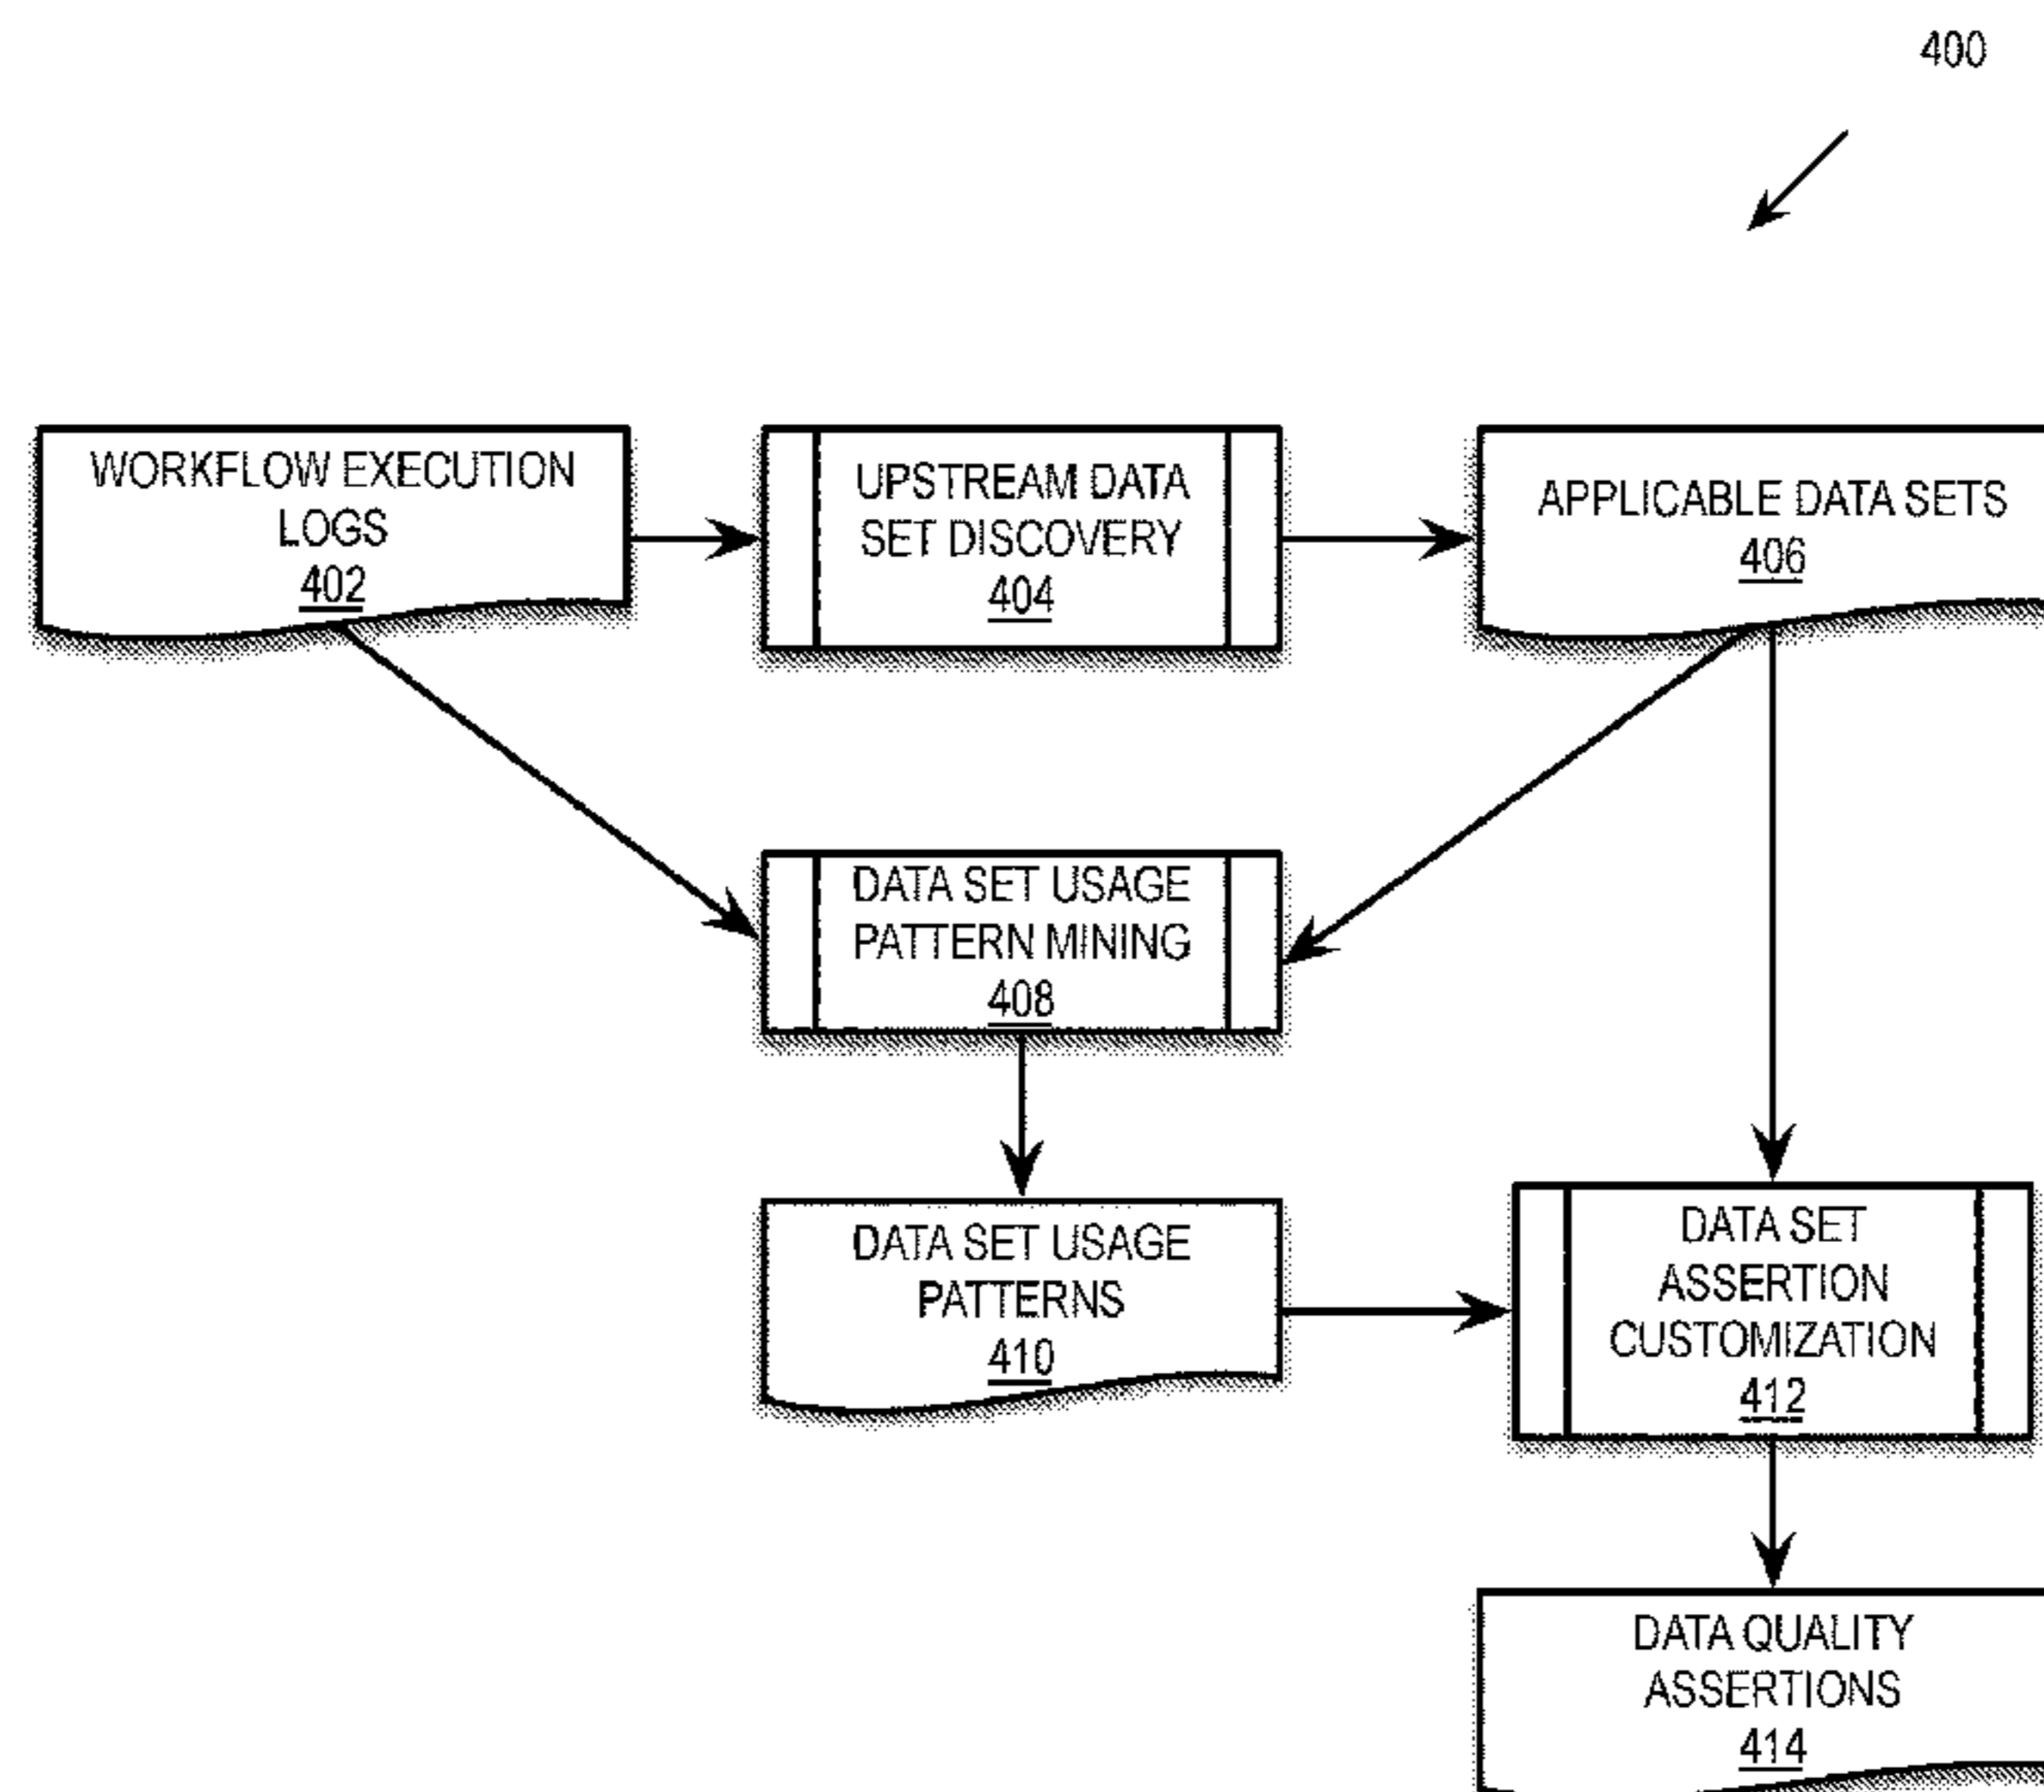 400
WORKFLOW EXECUTION
LOGS
402
UPSTREAM DATA
SET DISCOVERY
404
APPLICABLE DATA SETS
406
DATA SET USAGE
PATTERN MINING
408
DATA SET USAGE
PATTERNS
410
DATA SET
ASSERTION
CUSTOMIZATION
412
DATA QUALITY
ASSERTIONS
414